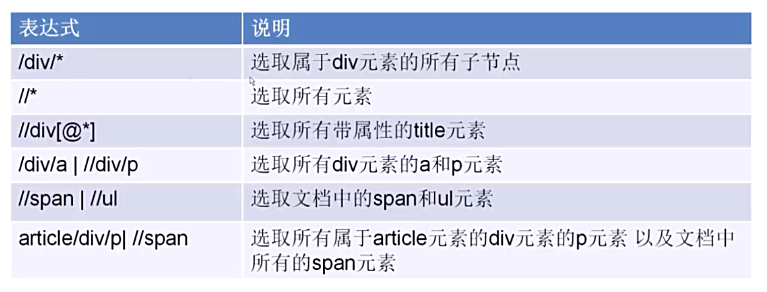 表达式 说明
/div/* 选取属于div元素的所有子节点
//* 选取所有元素
//div[@*] 选取所有带属性的title元素
/div/a | //div/p 选取所有div元素的a和p元素
//span | //ul 选取文档中的span和ul元素
article/div/p| //span 选取所有属于article元素的div元素的p元素 以及文档中
所有的span元素